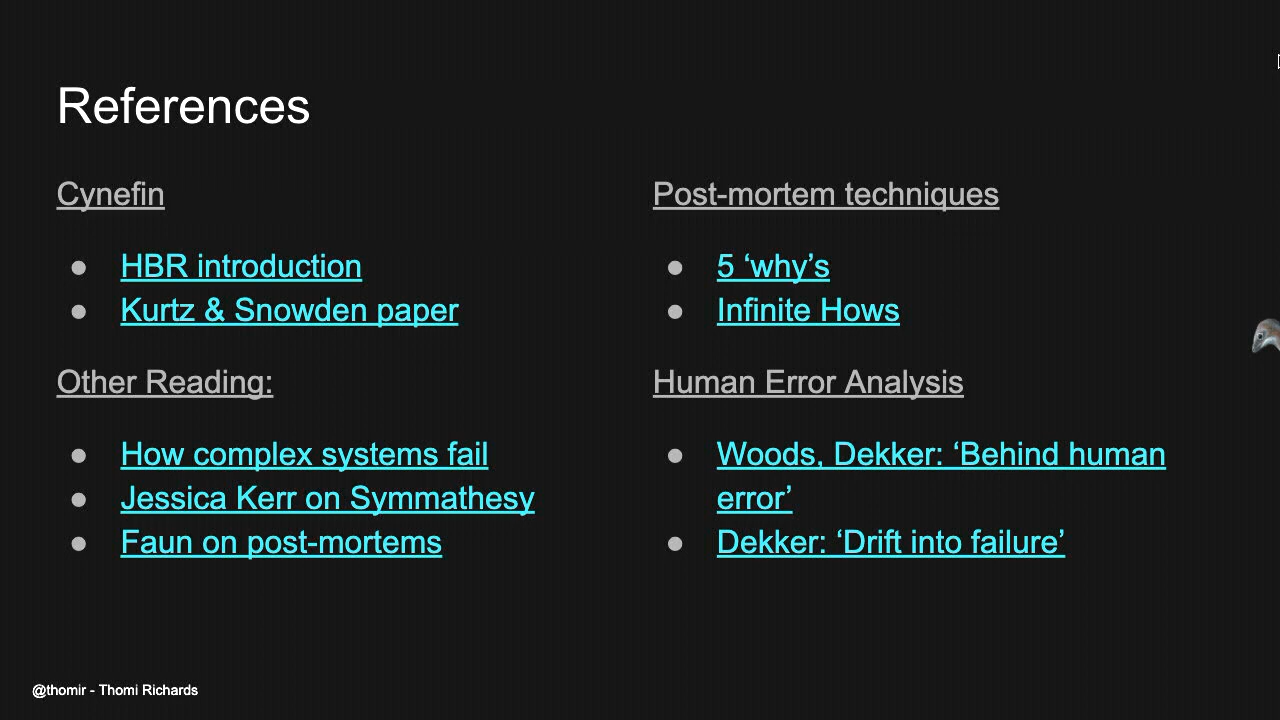 References
Cynefin
● HBR introduction
● Kurtz & Snowden paper
Other Reading:
● How complex systems fail
● Jessica Kerr on Symmathesy
● Faun on post-mortems
Post-mortem techniques
● 5 ‘why’s
● Infinite Hows
Human Error Analysis
● Woods, Dekker: ‘Behind human
error’
● Dekker: ‘Drift into failure’
@thomir - Thomi Richards